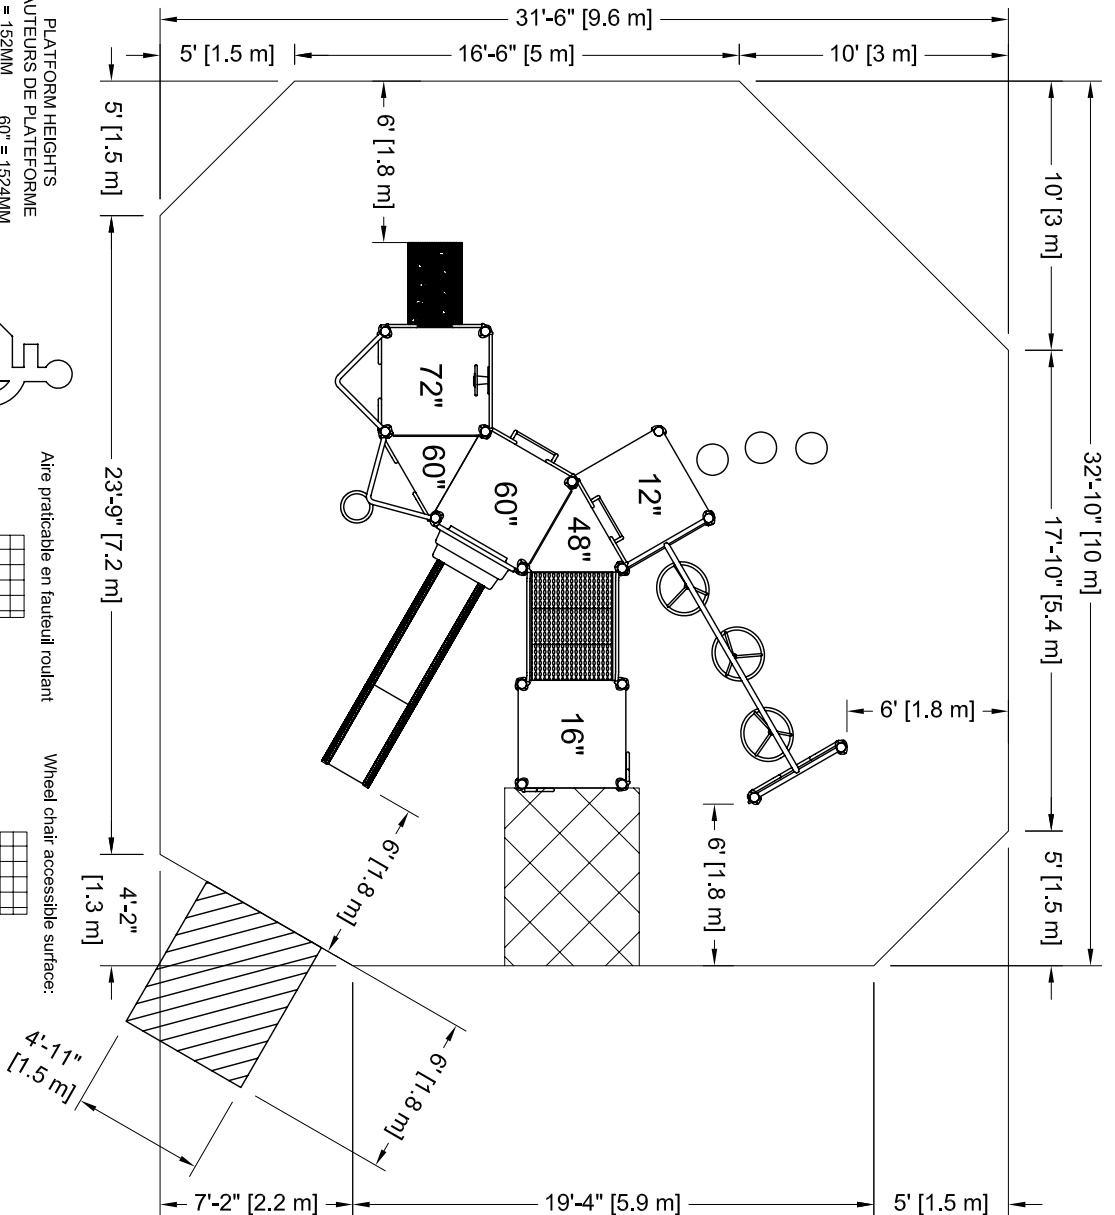 31'-6" [9.6 m]
5' [1.5 m]
16'-6" [5 m]
10' [3 m]
PLATFORM HEIGHTS
AUTEURS DE PLATEFORME
= 152MM
60" = 1524MM
5' [1.5 m]
6' [1.8 m]
10' [3 m]
32'-10" [10 m]
72"
60"
60"
12"
48"
16"
23'-9" [7.2 m]
17'-10" [5.4 m]
6' [1.8 m]
Aire praticable en fauteuil roulant
Wheel chair accessible surface:
6' [1.8 m]
6' [1.8 m]
5' [1.5 m]
4'-2"
[1.3 m]
4'-11"
[1.5 m]
6' [1.8 m]
7'-2" [2.2 m]
19'-4" [5.9 m]
5' [1.5 m]